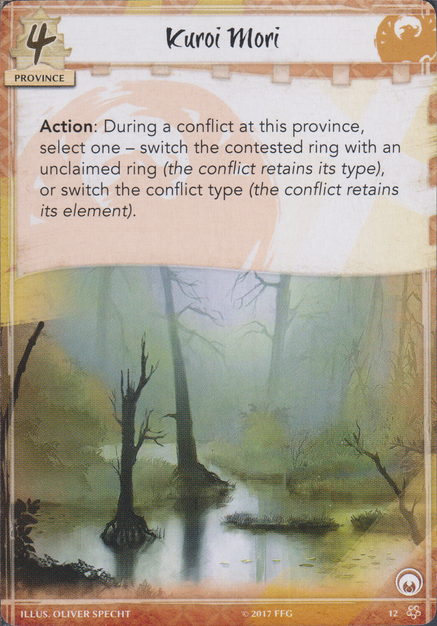 4
Kuroi Mori
PROVINCE
Action: During a conflict at this province,
select one – switch the contested ring with an
unclaimed ring (the conflict retains its type),
or switch the conflict type (the conflict retains
its element).
ILLUS. OLIVER SPECHT © 2017 FFG 12